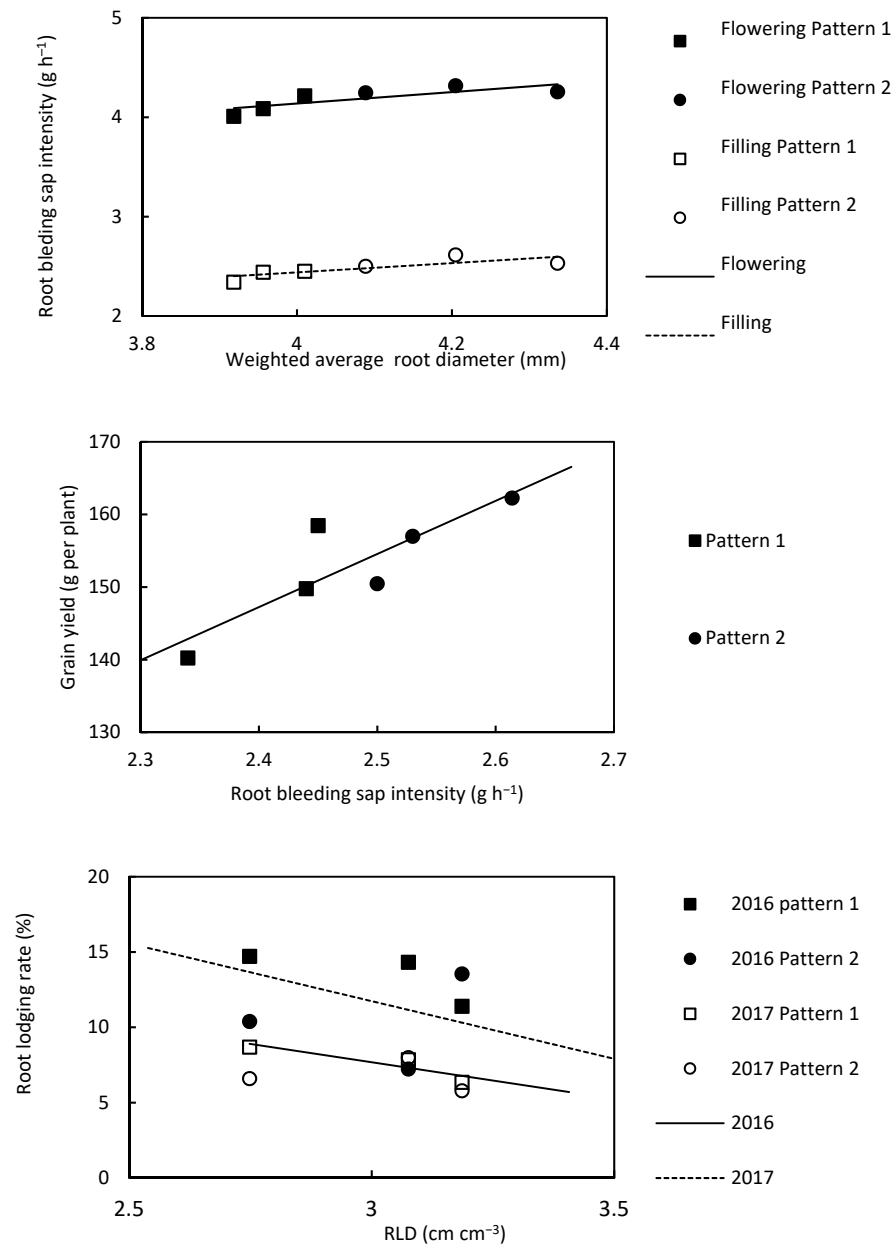 Root bleding sap intensity (g h⁻¹)
5
4
3
2
3.8
4
4.2
4.4
Weighted average root diameter (mm)
Flowering Pattern 1
Flowering Pattern 2
Filling Pattern 1
Filling Pattern 2
Flowering
Filling
Grain yield (g per plant)
170
160
150
140
130
2.3
2.4
2.5
2.6
2.7
Root bleeding sap intensity (g h⁻¹)
Pattern 1
Pattern 2
Root lodging rate (%)
20
15
10
5
0
2.5
3
3.5
RLD (cm cm⁻³)
2016 pattern 1
2016 Pattern 2
2017 Pattern 1
2017 Pattern 2
2016
2017